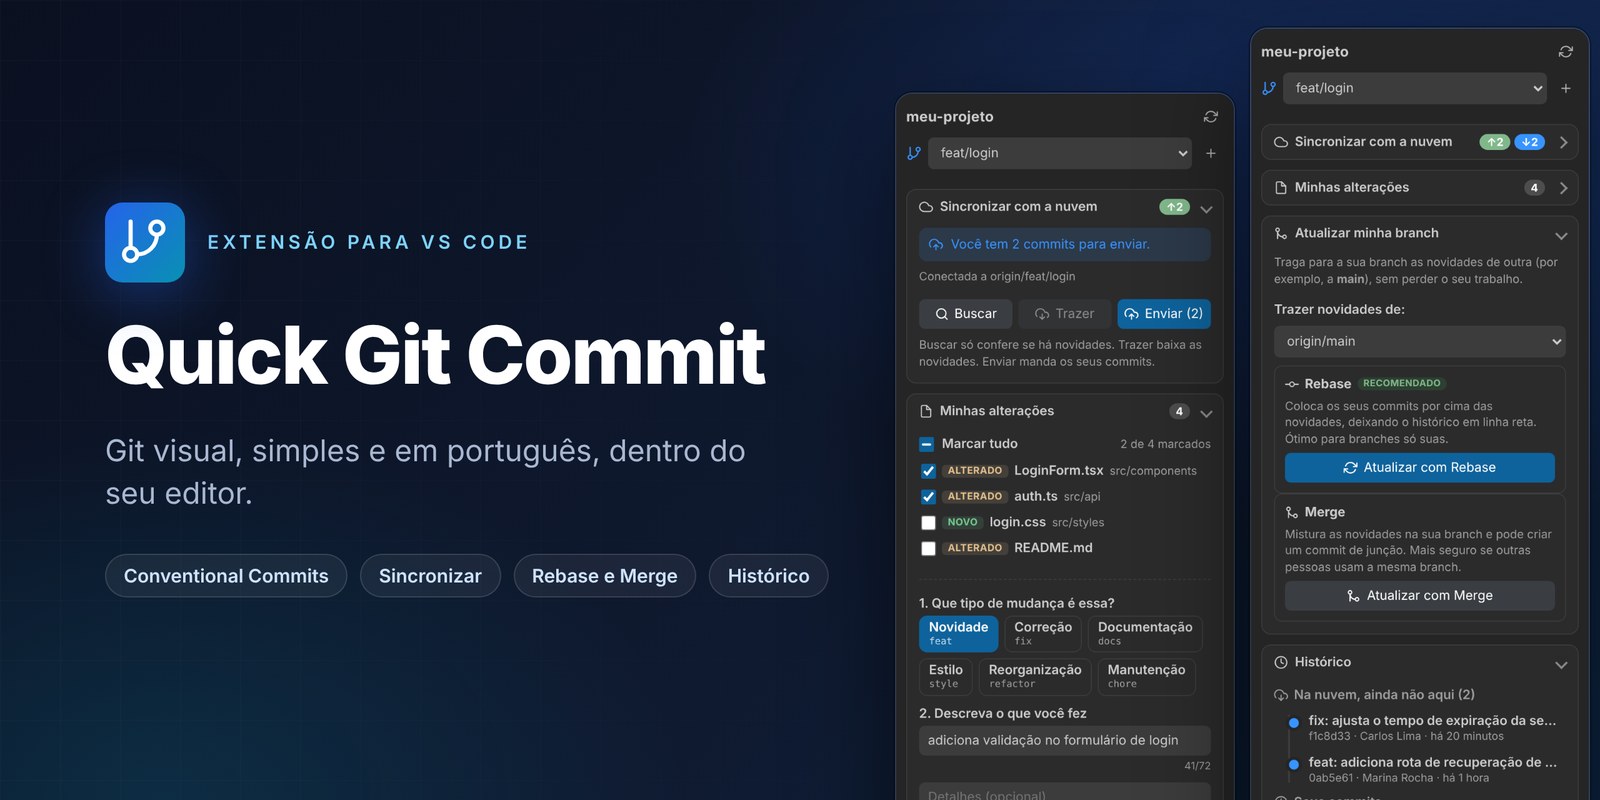 EXTENSÃO PARA VS CODE
Quick Git Commit
Git visual, simples e em português, dentro do
seu editor.
Conventional Commits
Sincronizar
Rebase e Merge
Histórico
meu-projeto
feat/login
Sincronizar com a nuvem
↑2
Você tem 2 commits para enviar.
Conectada a origin/feat/login
Buscar
Trazer
Enviar (2)
Buscar só confere se há novidades. Trazer baixa as
novidades. Enviar manda os seus commits.
Minhas alterações
4
Marcar tudo
2 de 4 marcados
ALTERADO LoginForm.tsx src/components
ALTERADO auth.ts src/api
NOVO login.css src/styles
ALTERADO README.md
1. Que tipo de mudança é essa?
Novidade
feat
Correção
fix
Documentação
docs
Estilo
style
Reorganização
refactor
Manutenção
chore
2. Descreva o que você fez
adiciona validação no formulário de login
41/72
Detalhes (opcional)
meu-projeto
feat/login
Sincronizar com a nuvem
↑2
↓2
Minhas alterações
4
Atualizar minha branch
Traga para a sua branch as novidades de outra (por
exemplo, a main), sem perder o seu trabalho.
Trazer novidades de:
origin/main
Rebase RECOMENDADO
Coloca os seus commits por cima das
novidades, deixando o histórico em linha reta.
Ótimo para branches só suas.
Atualizar com Rebase
Merge
Mistura as novidades na sua branch e pode criar
um commit de junção. Mais seguro se outras
pessoas usam a mesma branch.
Atualizar com Merge
Histórico
Na nuvem, ainda não aqui (2)
fix: ajusta o tempo de expiração da se...
f1c8d33 · Carlos Lima · há 20 minutos
feat: adiciona rota de recuperação de ...
0ab5e61 · Marina Rocha · há 1 hora